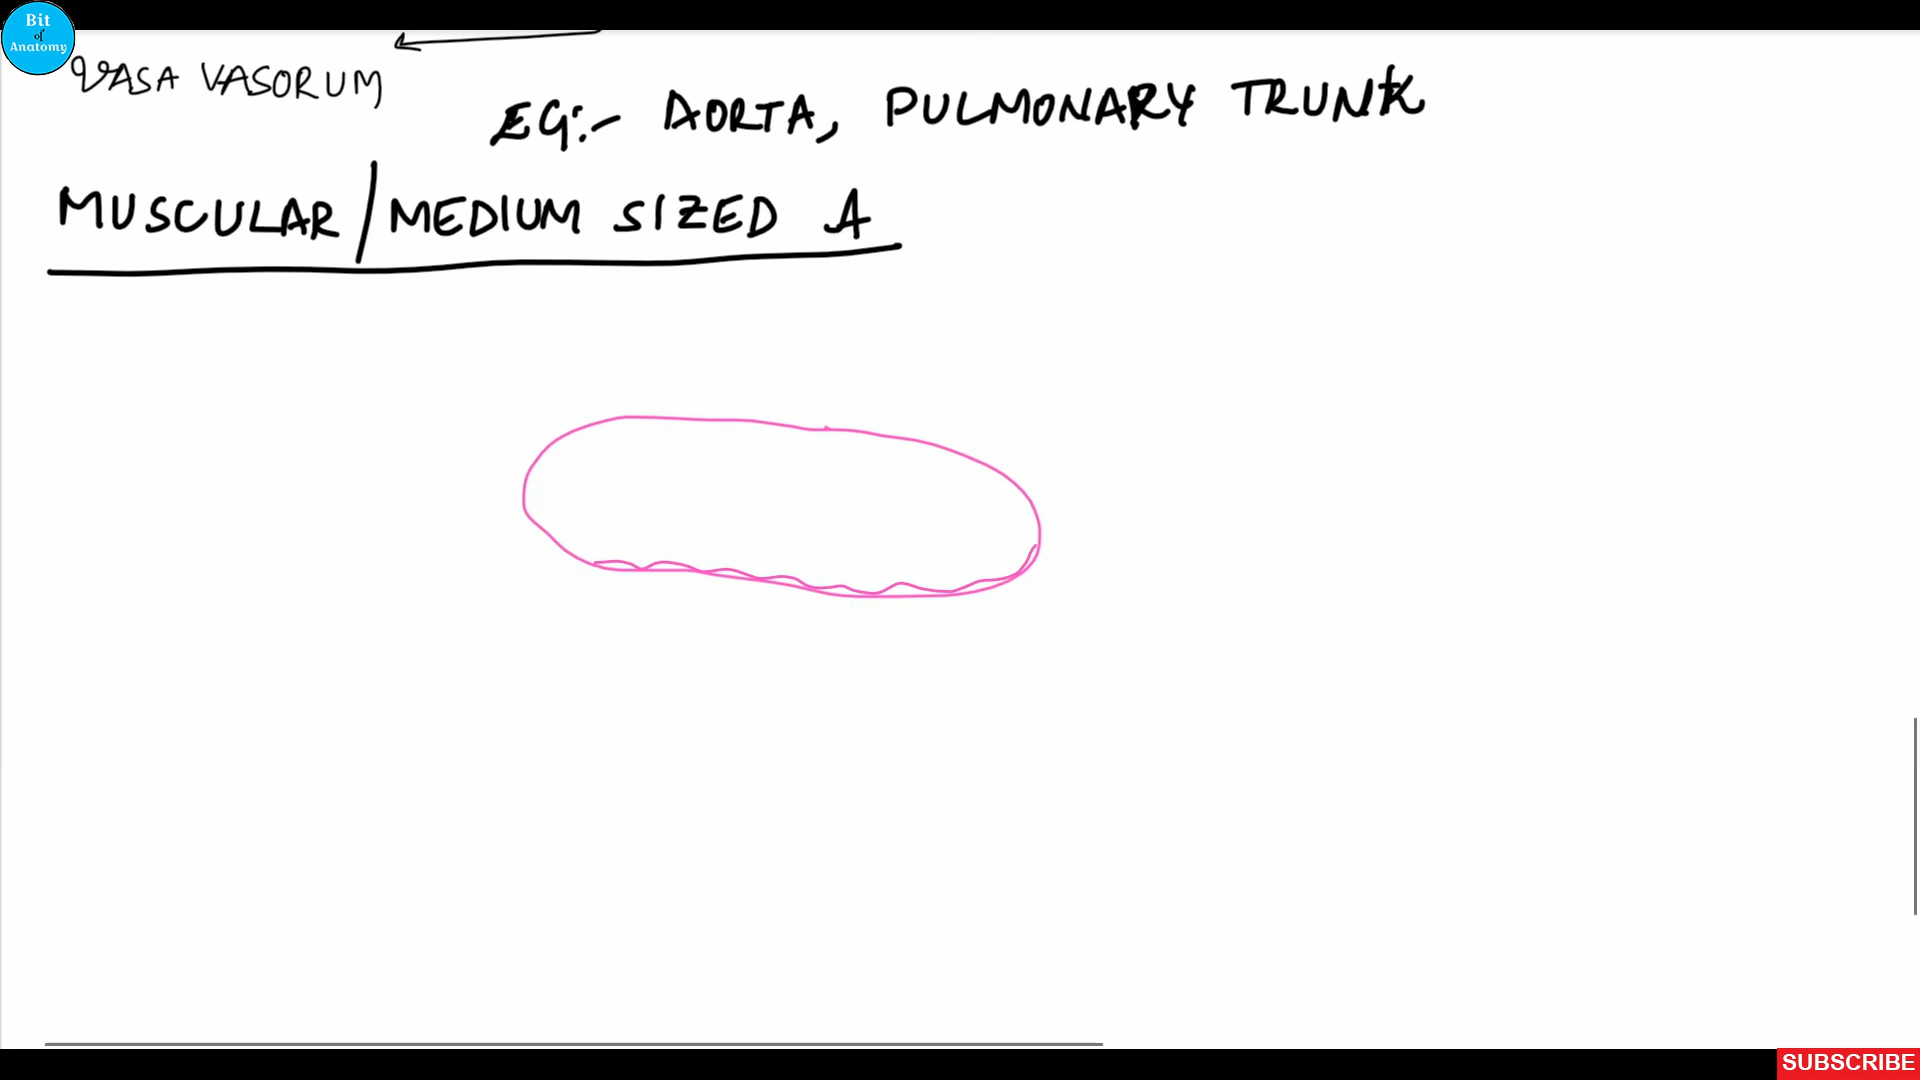 Bit
of
Anatomy
VASA VASORUM
EG:- AORTA, PULMONARY TRUNK
MUSCULAR/MEDIUM SIZED A
SUBSCRIBE